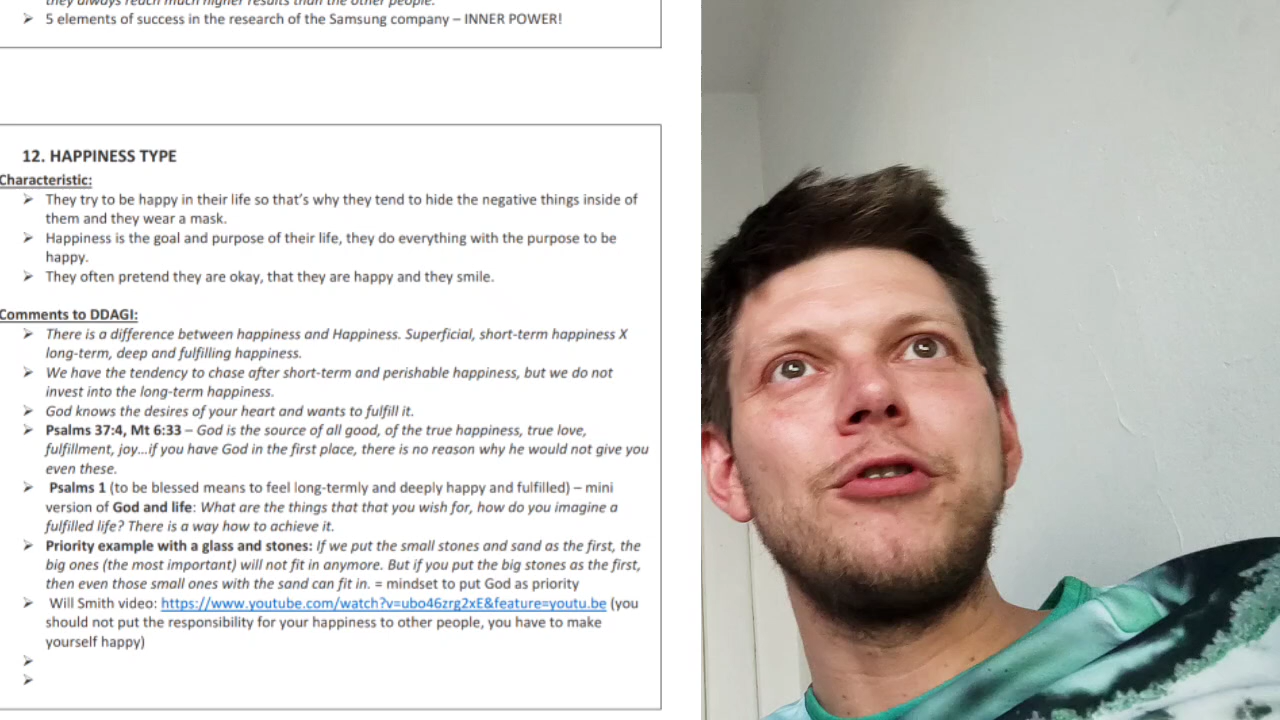 they always reach much higher results than the other people.
➢ 5 elements of success in the research of the Samsung company – INNER POWER!
12. HAPPINESS TYPE
Characteristic:
➢ They try to be happy in their life so that's why they tend to hide the negative things inside of
them and they wear a mask.
➢ Happiness is the goal and purpose of their life, they do everything with the purpose to be
happy.
➢ They often pretend they are okay, that they are happy and they smile.
Comments to DDAGI:
➢ There is a difference between happiness and Happiness. Superficial, short-term happiness X
long-term, deep and fulfilling happiness.
➢ We have the tendency to chase after short-term and perishable happiness, but we do not
invest into the long-term happiness.
➢ God knows the desires of your heart and wants to fulfill it.
➢ Psalms 37:4, Mt 6:33 – God is the source of all good, of the true happiness, true love,
fulfillment, joy…if you have God in the first place, there is no reason why he would not give you
even these.
➢ Psalms 1 (to be blessed means to feel long-termly and deeply happy and fulfilled) – mini
version of God and life: What are the things that that you wish for, how do you imagine a
fulfilled life? There is a way how to achieve it.
➢ Priority example with a glass and stones: If we put the small stones and sand as the first, the
big ones (the most important) will not fit in anymore. But if you put the big stones as the first,
then even those small ones with the sand can fit in. = mindset to put God as priority
➢ Will Smith video: https://www.youtube.com/watch?v=ubo46zrg2xE&feature=youtu.be (you
should not put the responsibility for your happiness to other people, you have to make
yourself happy)
➢
➢